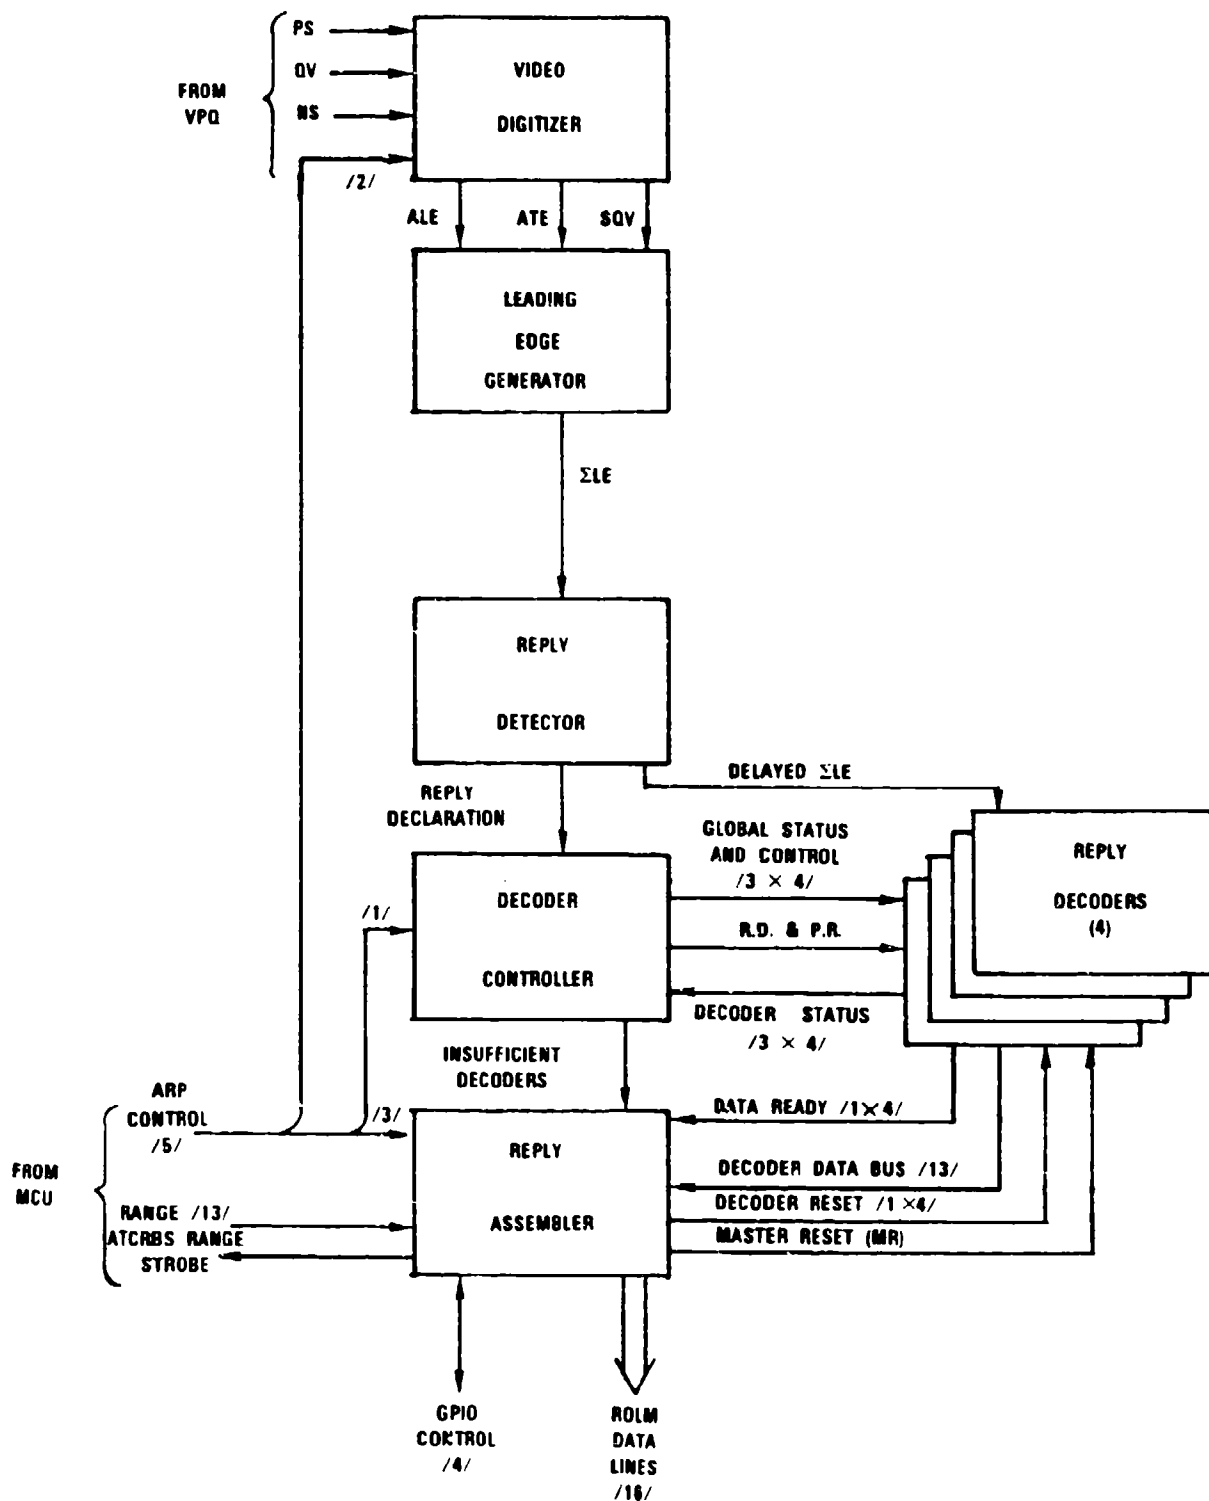 PS
QV
NS
FROM
VPQ
/2/
VIDEO
DIGITIZER
ALE
ATE
SQV
LEADING
EDGE
GENERATOR
ΣLE
REPLY
DETECTOR
REPLY
DECLARATION
DELAYED ΣLE
GLOBAL STATUS
AND CONTROL
/3 × 4/
REPLY
DECODERS
(4)
/1/
DECODER
CONTROLLER
R.D. & P.R.
DECODER STATUS
/3 × 4/
INSUFFICIENT
DECODERS
ARP
CONTROL
/5/
/3/
FROM
MCU
RANGE /13/
ATCRBS RANGE
STROBE
REPLY
ASSEMBLER
DATA READY /1×4/
DECODER DATA BUS /13/
DECODER RESET /1 ×4/
MASTER RESET (MR)
GPIO
CONTROL
/4/
ROLM
DATA
LINES
/16/